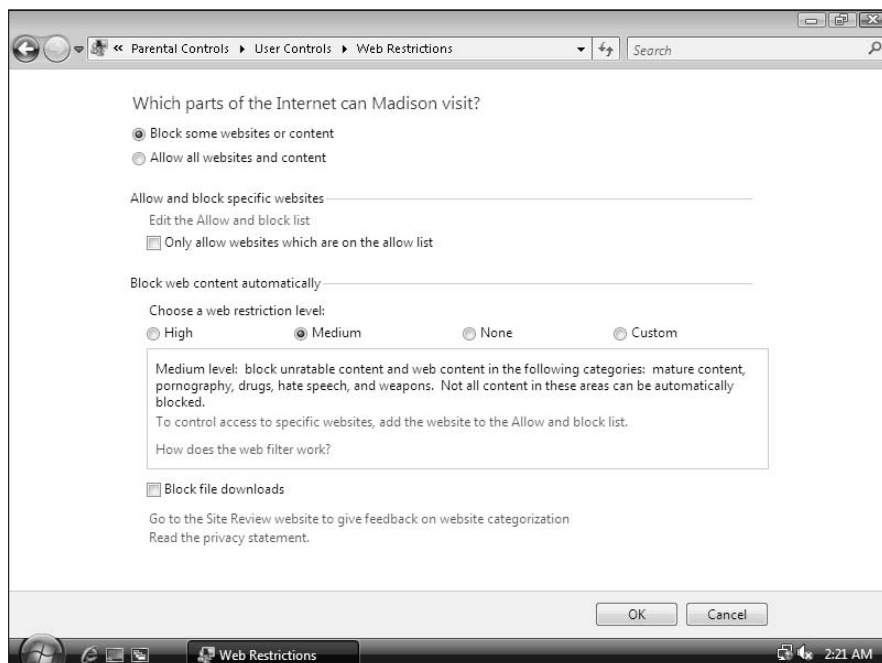 « Parental Controls ▸ User Controls ▸ Web Restrictions
Search
Which parts of the Internet can Madison visit?
Block some websites or content
Allow all websites and content
Allow and block specific websites
Edit the Allow and block list
Only allow websites which are on the allow list
Block web content automatically
Choose a web restriction level:
High Medium None Custom
Medium level: block unratable content and web content in the following categories: mature content,
pornography, drugs, hate speech, and weapons. Not all content in these areas can be automatically
blocked.
To control access to specific websites, add the website to the Allow and block list.
How does the web filter work?
Block file downloads
Go to the Site Review website to give feedback on website categorization
Read the privacy statement.
OK Cancel
Web Restrictions 2:21 AM